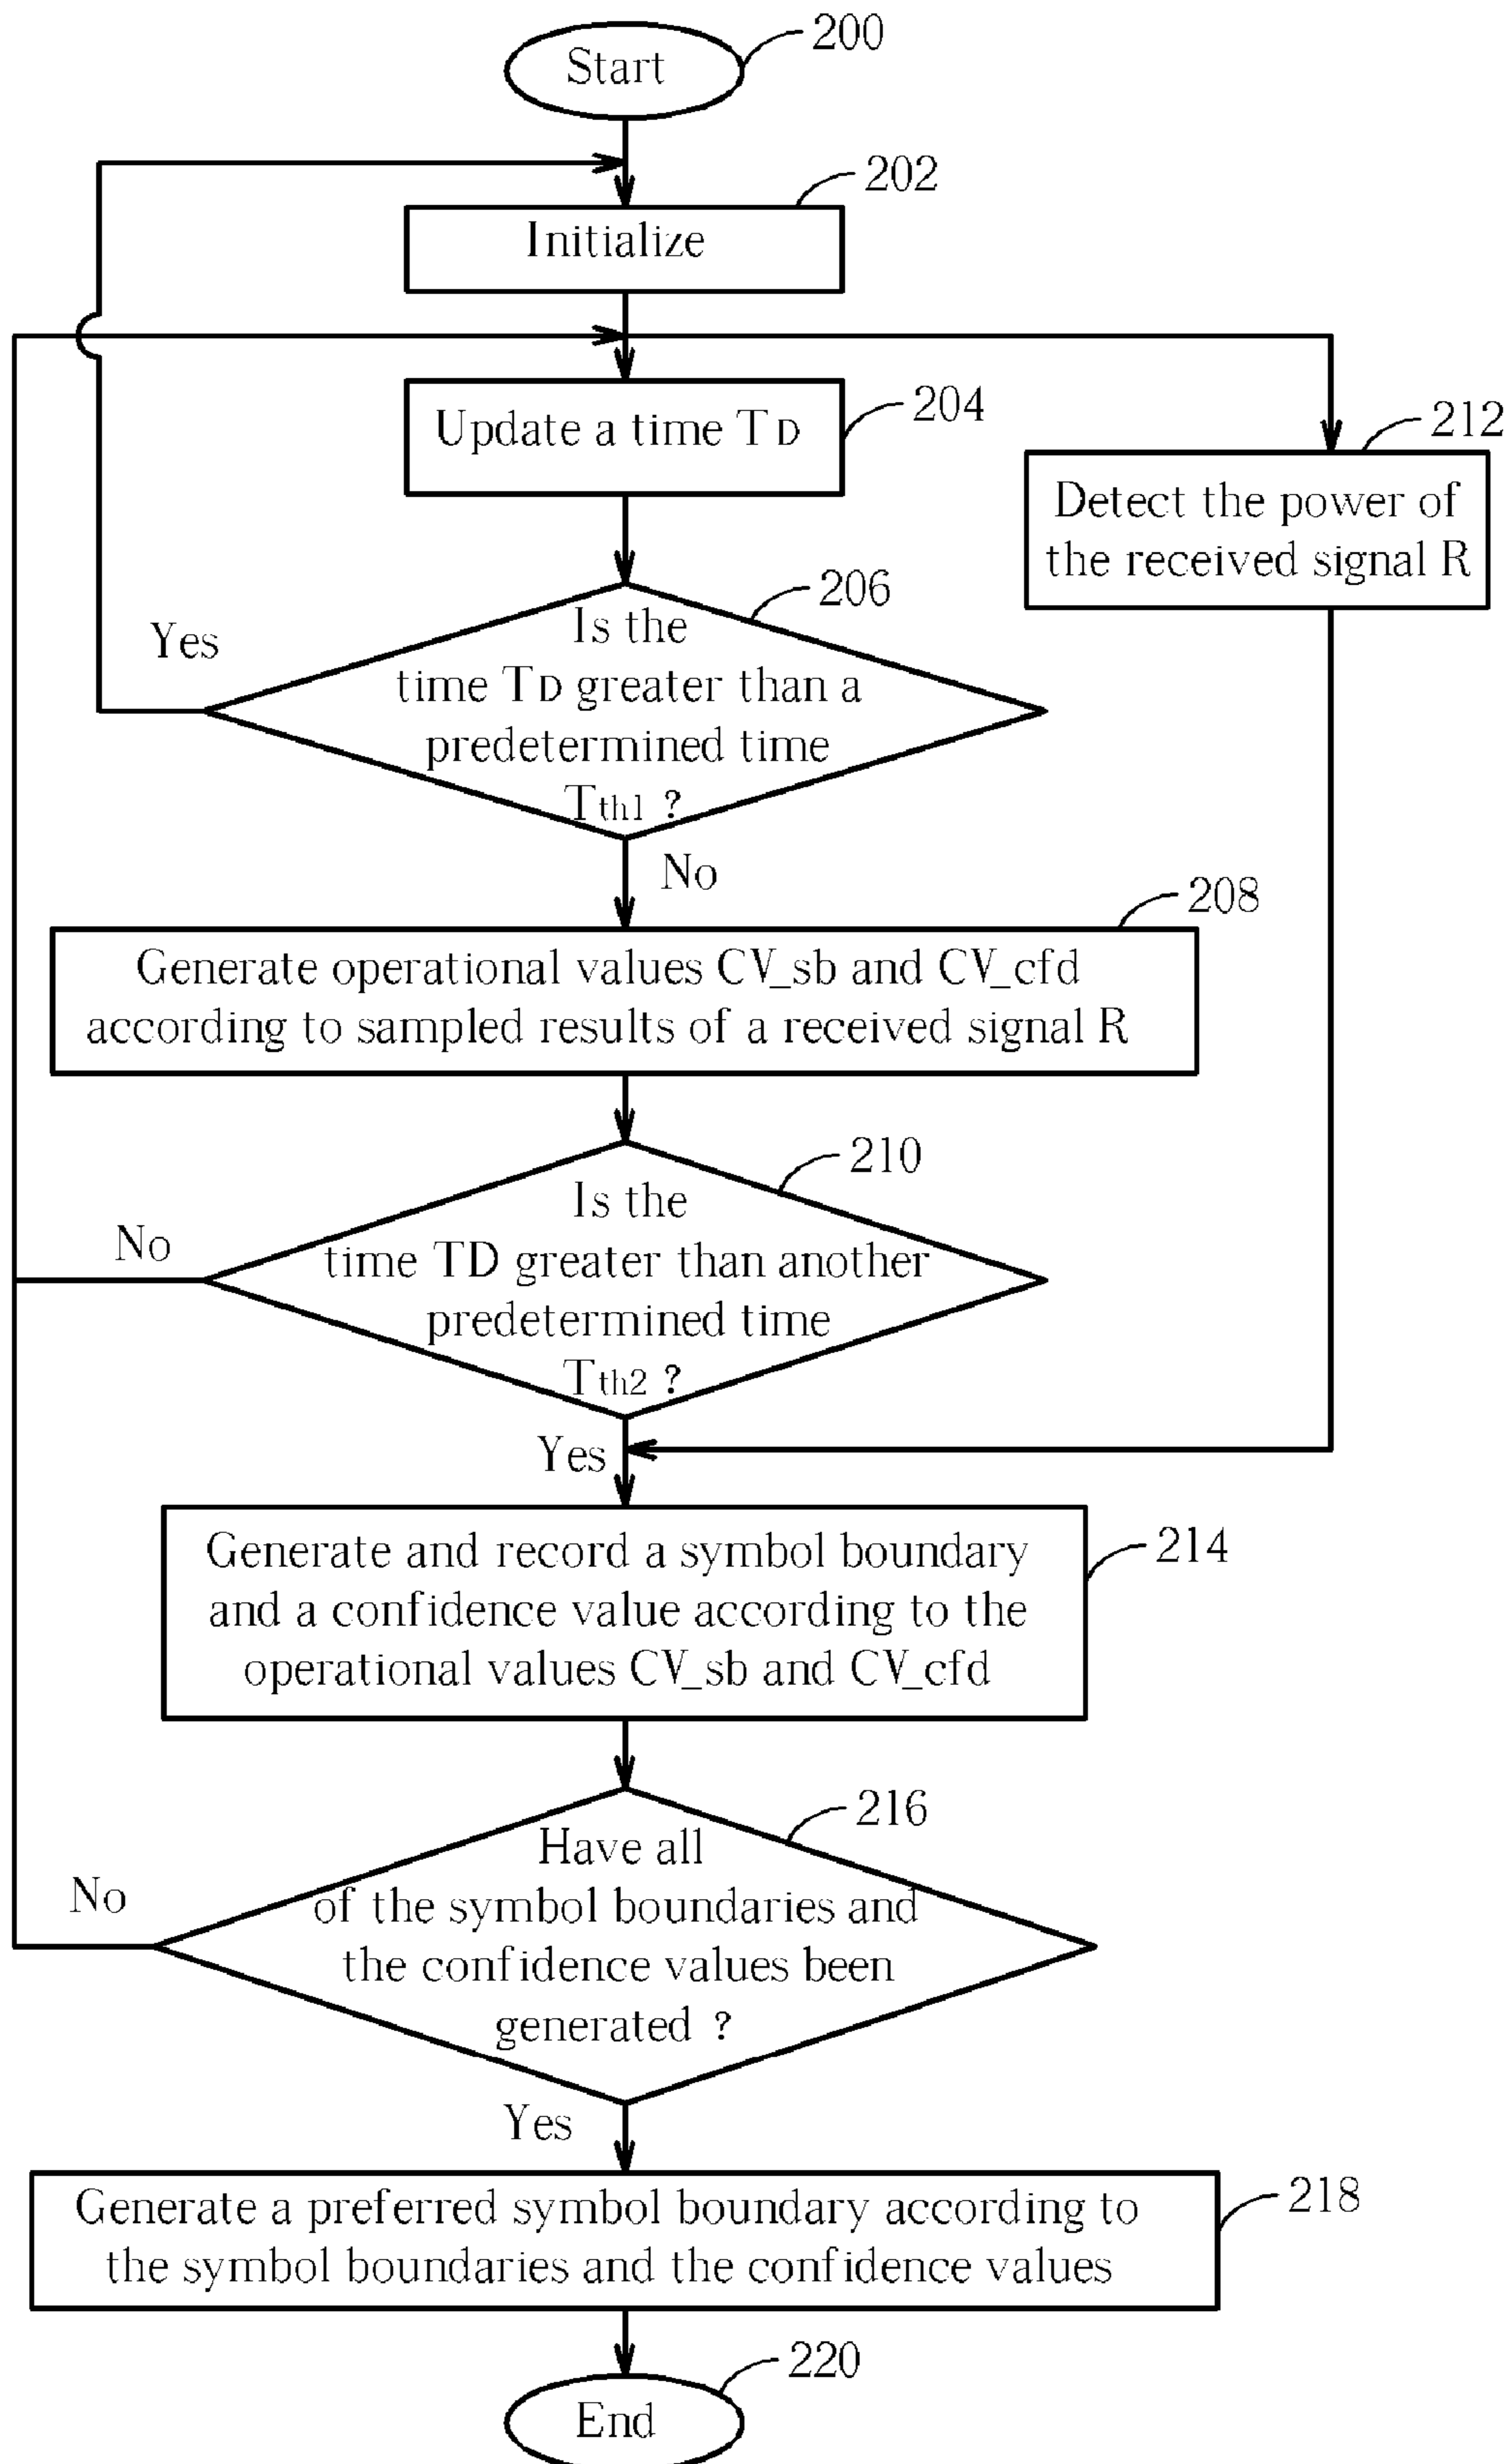 Start
200
202
Initialize
Update a time TD
204
212
Detect the power of
the received signal R
206
Is the
time TD greater than a
predetermined time
Tth1 ?
Yes
No
208
Generate operational values CV_sb and CV_cfd
according to sampled results of a received signal R
210
Is the
time TD greater than another
predetermined time
Tth2 ?
No
Yes
Generate and record a symbol boundary
and a confidence value according to the
operational values CV_sb and CV_cfd
214
216
Have all
of the symbol boundaries and
the confidence values been
generated ?
No
Yes
Generate a preferred symbol boundary according to
the symbol boundaries and the confidence values
218
220
End